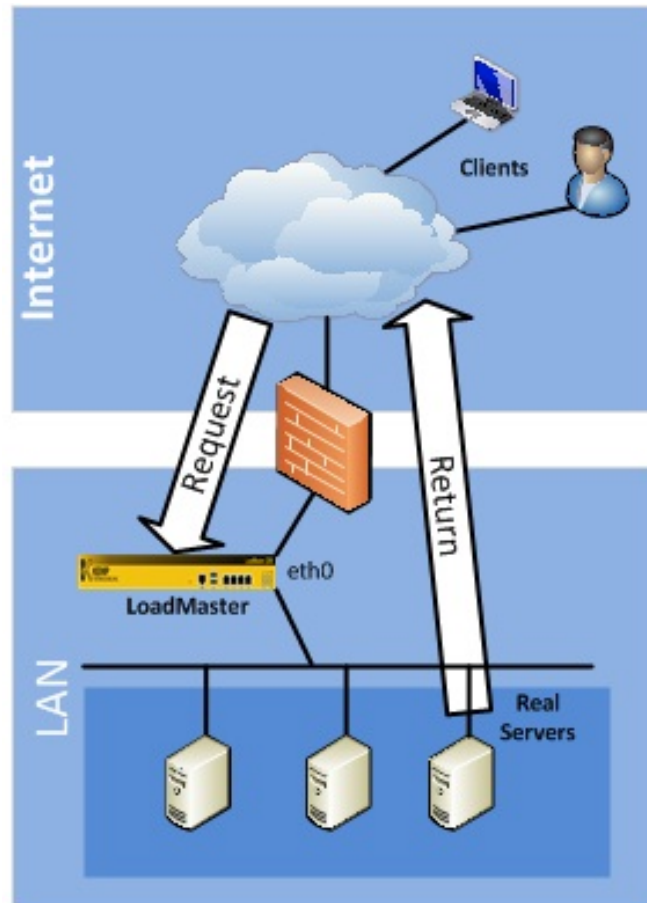 Internet
Clients
Request
Return
LAN
eth0
LoadMaster
Real
Servers